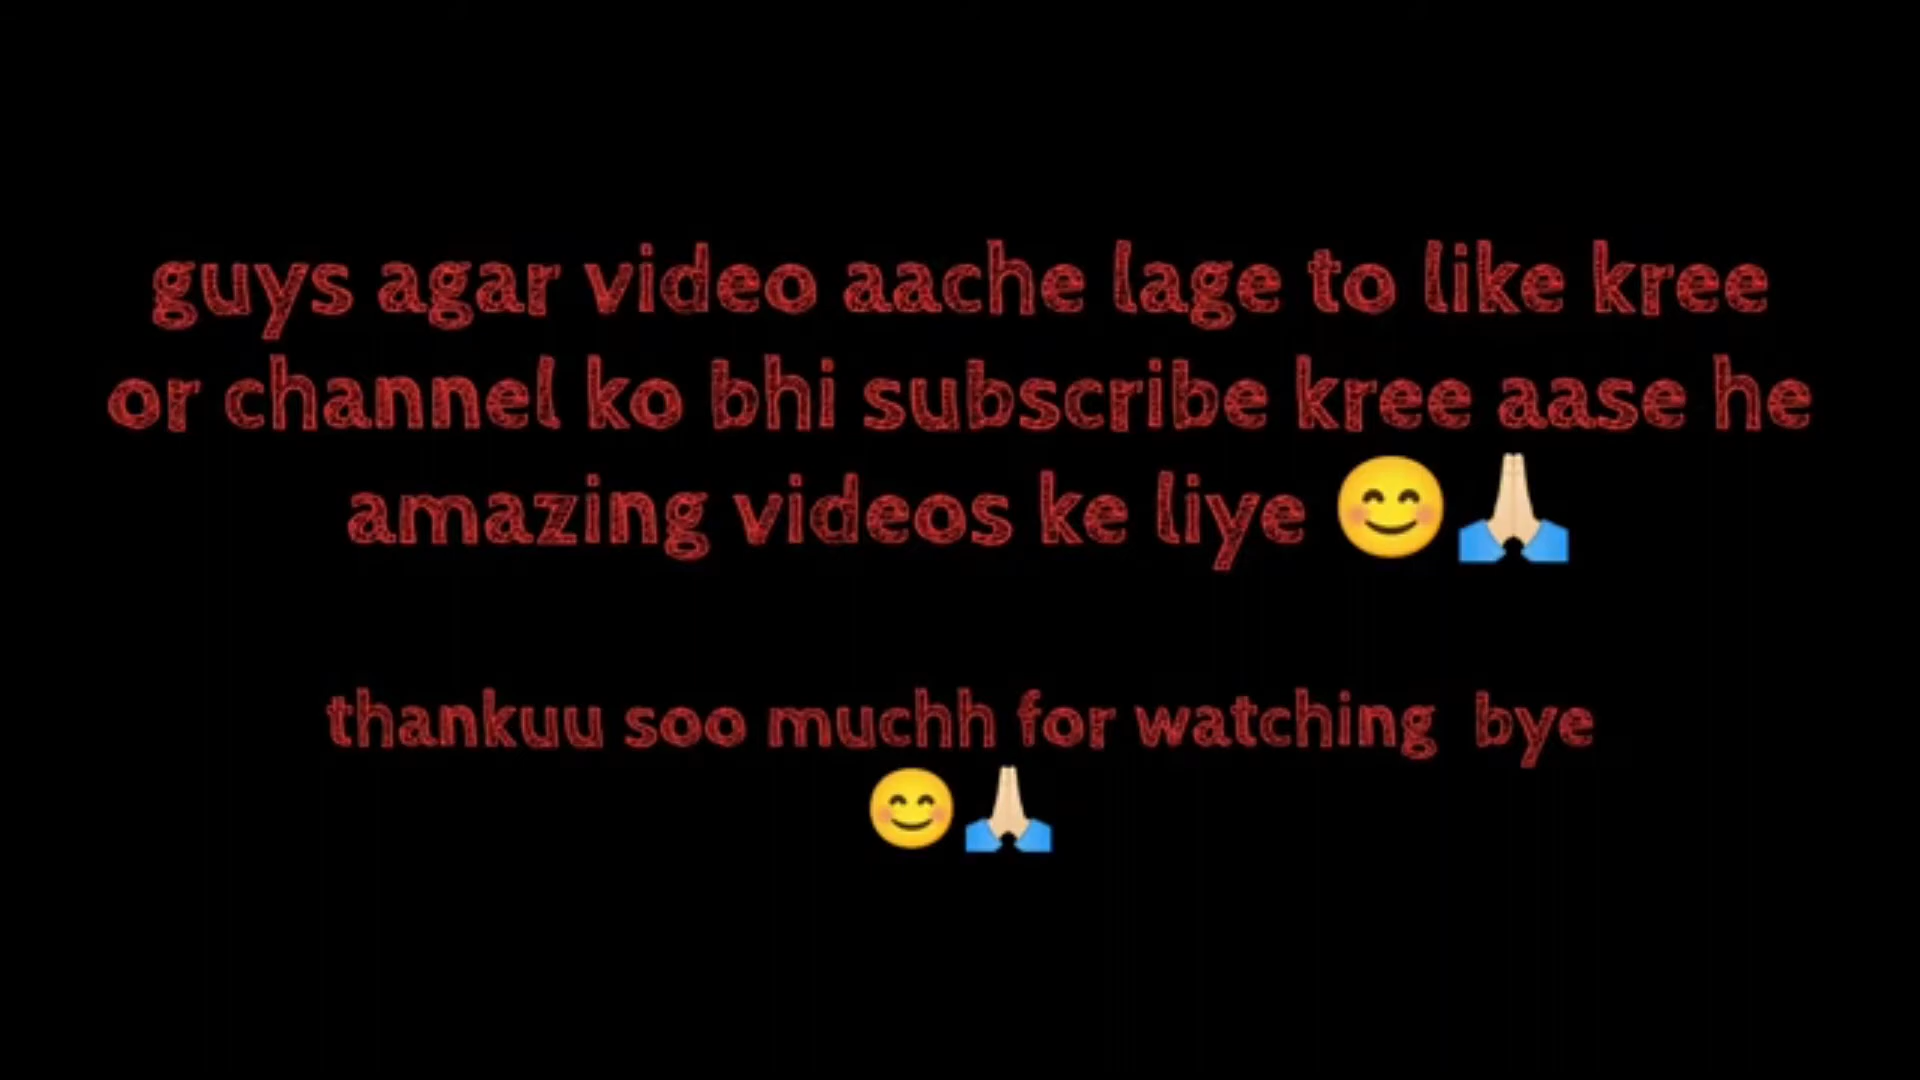 guys agar video aache lage to like kree
or channel ko bhi subscribe kree aase he
amazing videos ke liye 😊🙏🏻
thankuu soo muchh for watching bye
😊🙏🏻